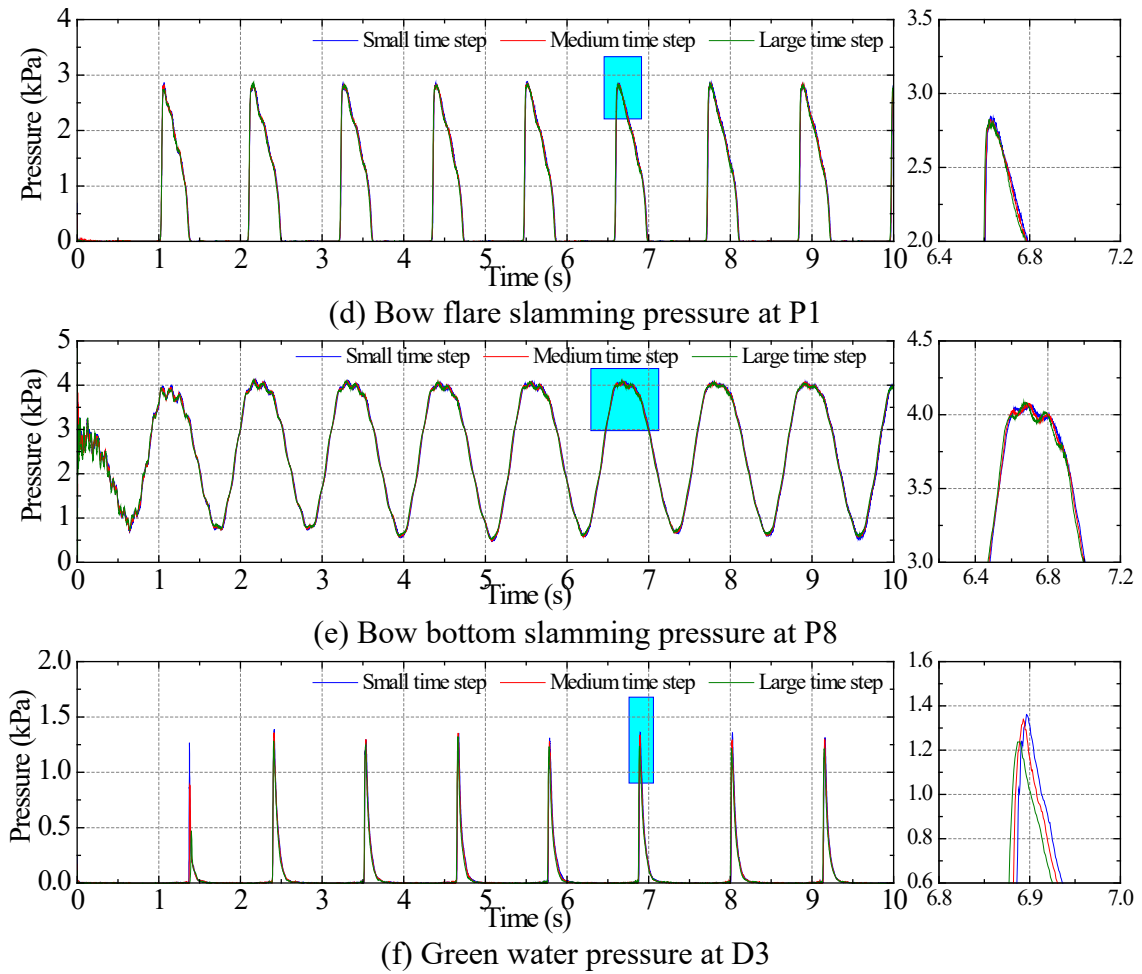 4
3
2
1
0
Pressure (kPa)
Small time step Medium time step Large time step
0 1 2 3 4 5 6 7 8 9 10
Time (s)
3.5
3.0
2.5
2.0
6.4 6.8 7.2
(d) Bow flare slamming pressure at P1
5
4
3
2
1
0
Pressure (kPa)
Small time step Medium time step Large time step
0 1 2 3 4 5 6 7 8 9 10
Time (s)
4.5
4.0
3.5
3.0
6.4 6.8 7.2
(e) Bow bottom slamming pressure at P8
2.0
1.5
1.0
0.5
0.0
Pressure (kPa)
Small time step Medium time step Large time step
0 1 2 3 4 5 6 7 8 9 10
Time (s)
1.6
1.4
1.2
1.0
0.8
0.6
6.8 6.9 7.0
(f) Green water pressure at D3